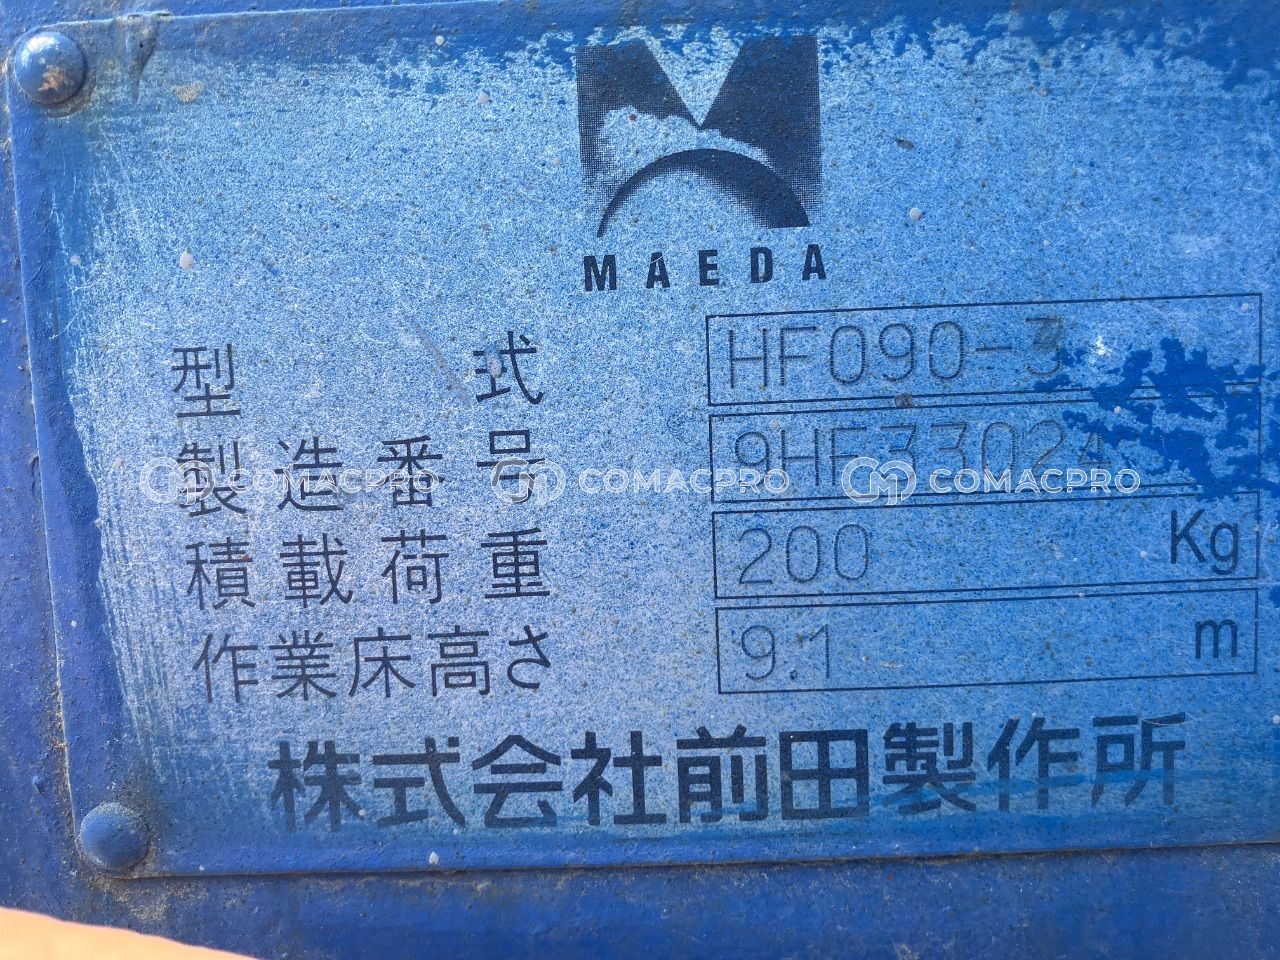 MAEDA
型式 HF090-3
製造番号 9HF33024
積載荷重 200 Kg
作業床高さ 9.1 m
株式会社前田製作所
COMACPRO COMACPRO COMACPRO